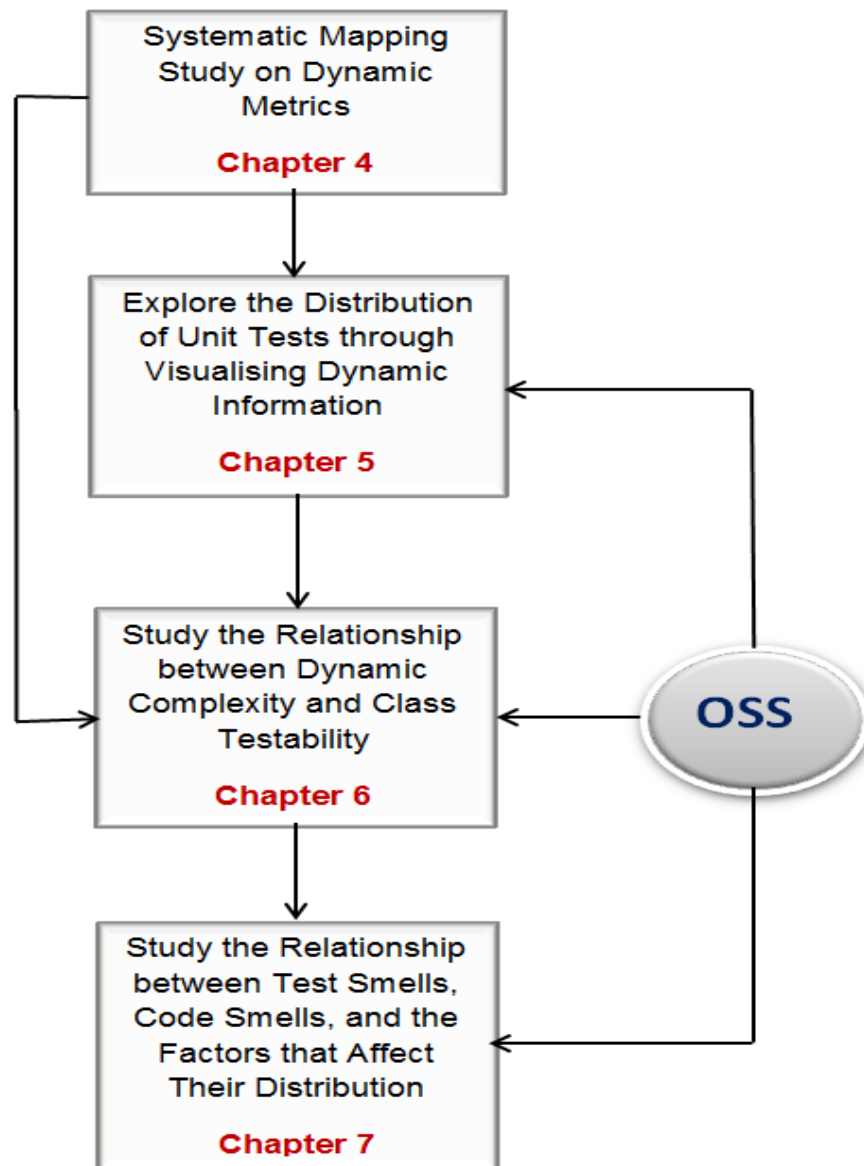 Systematic Mapping
Study on Dynamic
Metrics
Chapter 4
Explore the Distribution
of Unit Tests through
Visualising Dynamic
Information
Chapter 5
Study the Relationship
between Dynamic
Complexity and Class
Testability
Chapter 6
OSS
Study the Relationship
between Test Smells,
Code Smells, and the
Factors that Affect
Their Distribution
Chapter 7